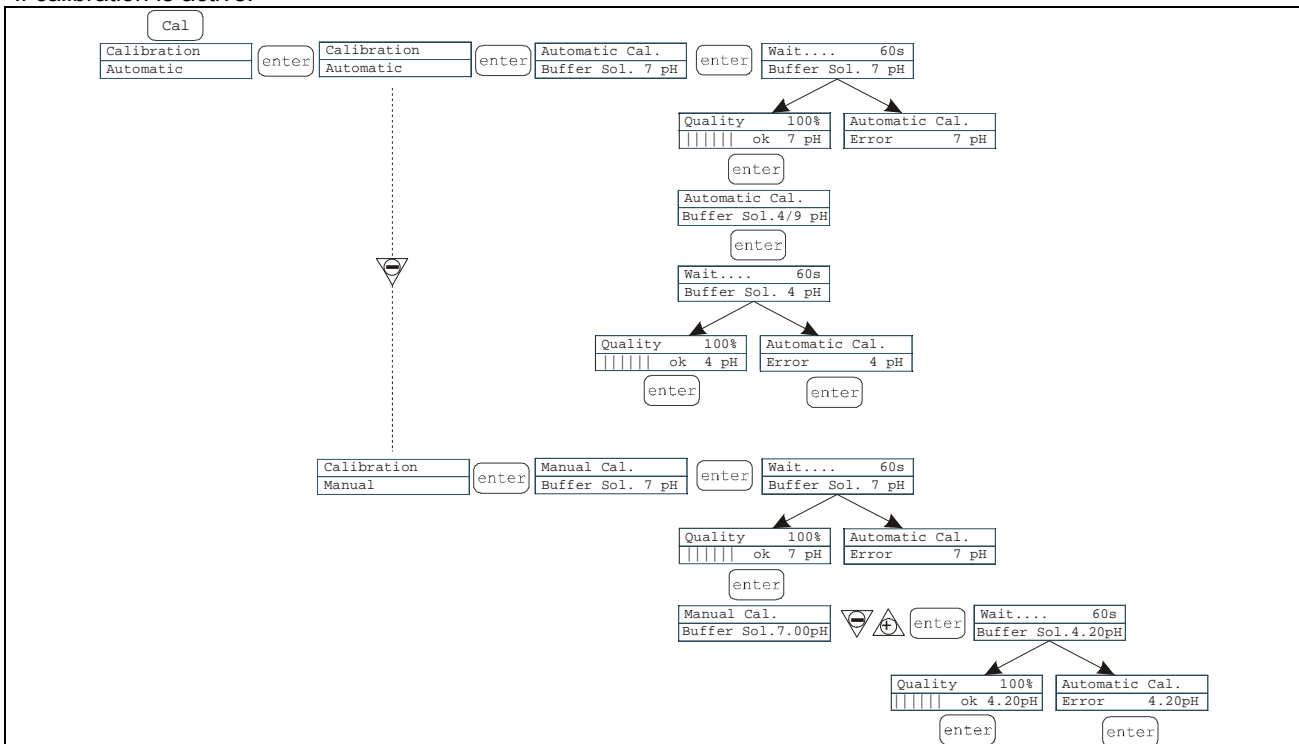 Cal
Calibration
Automatic
enter
Calibration
Automatic
enter
Automatic Cal.
Buffer Sol. 7 pH
enter
Wait.... 60s
Buffer Sol. 7 pH
Quality 100%
|||||| ok 7 pH
Automatic Cal.
Error 7 pH
enter
Automatic Cal.
Buffer Sol.4/9 pH
enter
Wait.... 60s
Buffer Sol. 4 pH
Quality 100%
|||||| ok 4 pH
Automatic Cal.
Error 4 pH
enter
enter
Calibration
Manual
enter
Manual Cal.
Buffer Sol. 7 pH
enter
Wait.... 60s
Buffer Sol. 7 pH
Quality 100%
|||||| ok 7 pH
Automatic Cal.
Error 7 pH
enter
Manual Cal.
Buffer Sol.7.00pH
enter
Wait.... 60s
Buffer Sol.4.20pH
Quality 100%
|||||| ok 4.20pH
Automatic Cal.
Error 4.20pH
enter
enter